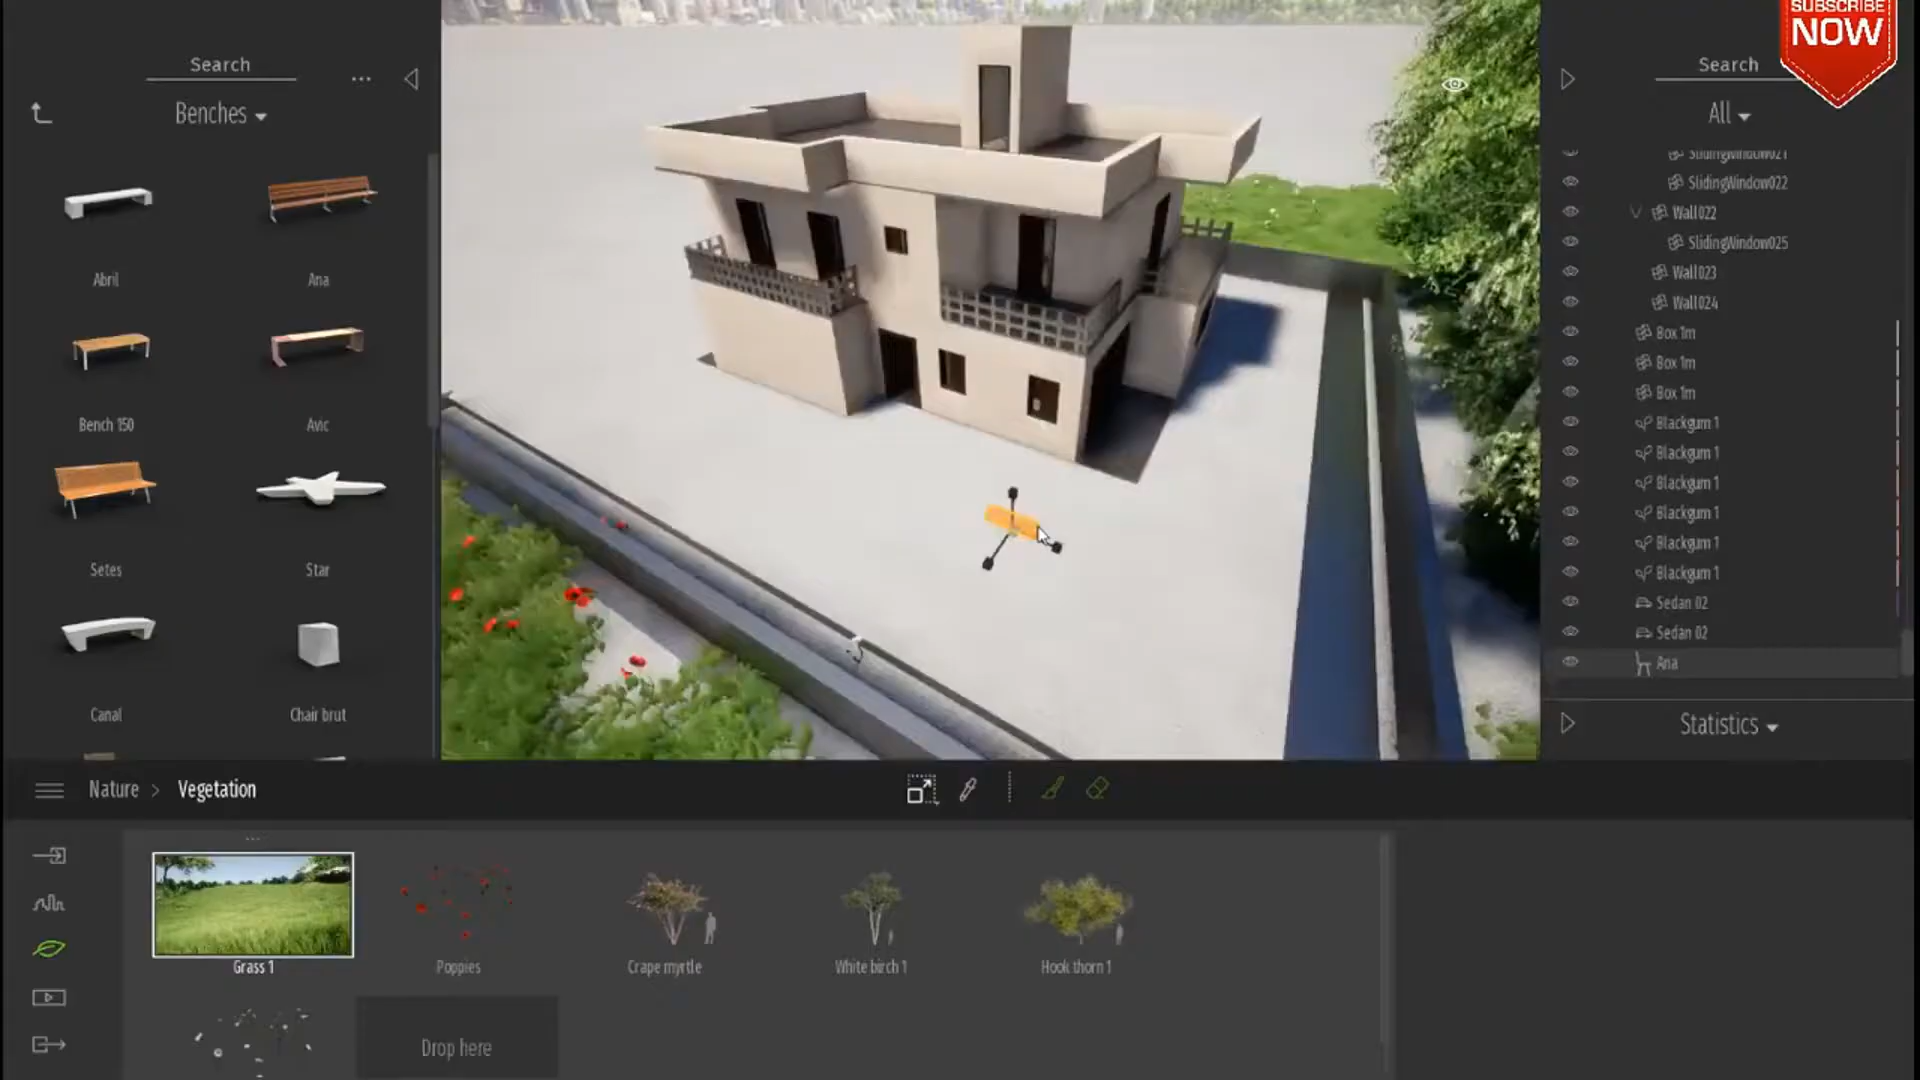 SUBSCRIBE
NOW
Search
...
Benches
Abril
Ana
Bench 150
Avic
Setes
Star
Canal
Chair brut
Search
All
SlidingWindow021
SlidingWindow022
Wall022
SlidingWindow025
Wall023
Wall024
Box 1m
Box 1m
Box 1m
Blackgum 1
Blackgum 1
Blackgum 1
Blackgum 1
Blackgum 1
Blackgum 1
Sedan 02
Sedan 02
Ana
Statistics
Nature > Vegetation
...
Grass 1
Poppies
Crape myrtle
White birch 1
Hook thorn 1
Drop here